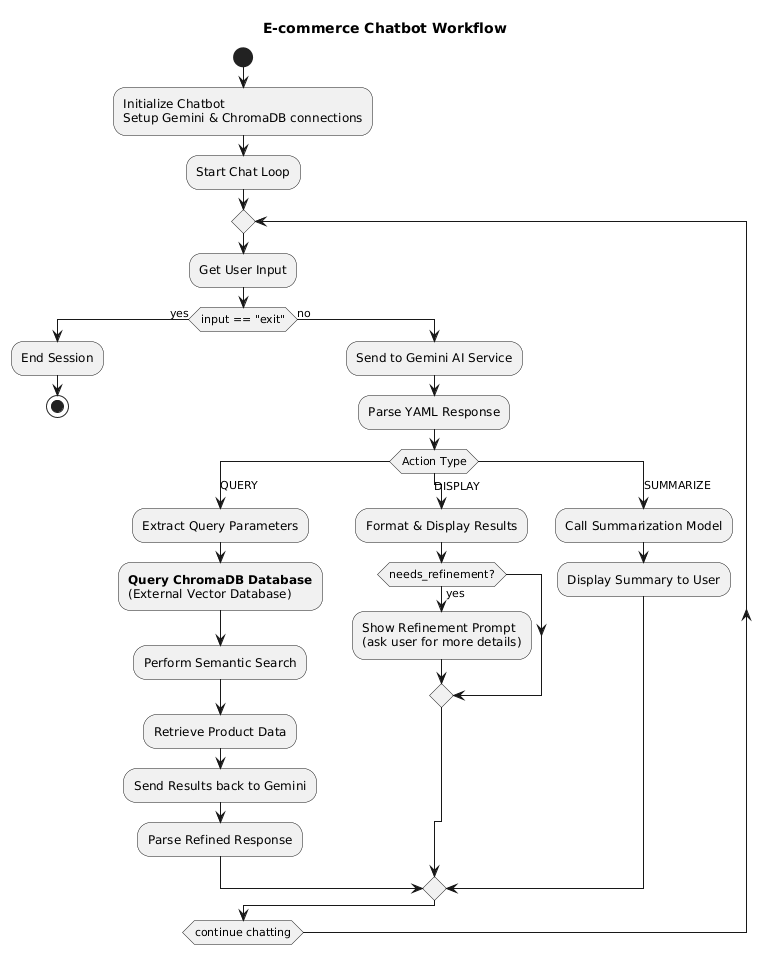 E-commerce Chatbot Workflow
Initialize Chatbot
Setup Gemini & ChromaDB connections
Start Chat Loop
Get User Input
input == "exit"
yes
no
End Session
Send to Gemini AI Service
Parse YAML Response
Action Type
QUERY
DISPLAY
SUMMARIZE
Extract Query Parameters
Query ChromaDB Database
(External Vector Database)
Perform Semantic Search
Retrieve Product Data
Send Results back to Gemini
Parse Refined Response
Format & Display Results
needs_refinement?
yes
Show Refinement Prompt
(ask user for more details)
Call Summarization Model
Display Summary to User
continue chatting